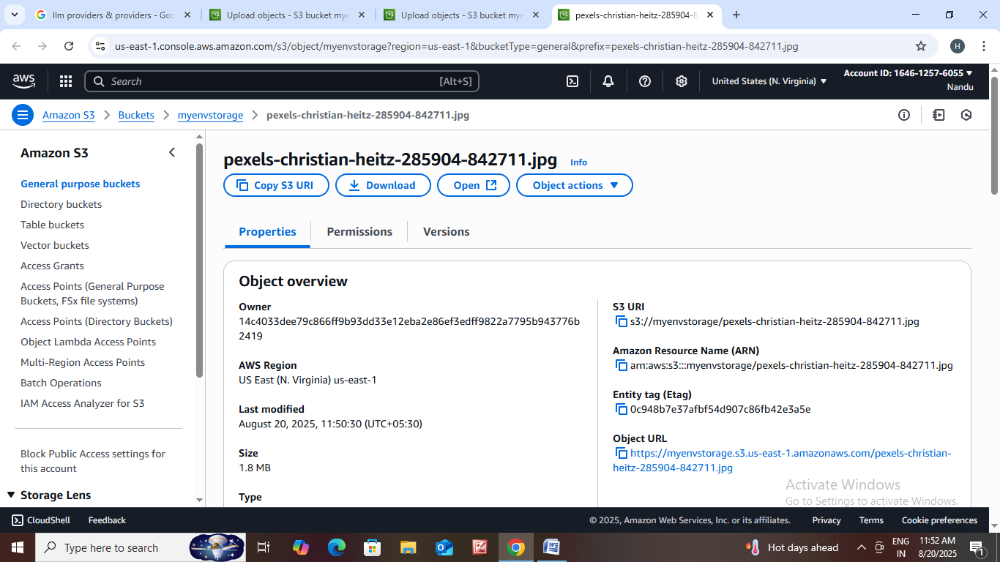 llm providers & providers - Goo
Upload objects - S3 bucket mye
Upload objects - S3 bucket mye
pexels-christian-heitz-285904-8
us-east-1.console.aws.amazon.com/s3/object/myenvstorage?region=us-east-1&bucketType=general&prefix=pexels-christian-heitz-285904-842711.jpg
H
aws
Search
[Alt+S]
United States (N. Virginia)
Account ID: 1646-1257-6055
Nandu
Amazon S3
Buckets
myenvstorage
pexels-christian-heitz-285904-842711.jpg
Amazon S3
General purpose buckets
Directory buckets
Table buckets
Vector buckets
Access Grants
Access Points (General Purpose
Buckets, FSx file systems)
Access Points (Directory Buckets)
Object Lambda Access Points
Multi-Region Access Points
Batch Operations
IAM Access Analyzer for S3
Block Public Access settings for
this account
Storage Lens
pexels-christian-heitz-285904-842711.jpg Info
Copy S3 URI
Download
Open
Object actions
Properties
Permissions
Versions
Object overview
Owner
14c4033dee79c866ff9b93dd33e12eba2e86ef3edff9822a7795b943776b
2419
AWS Region
US East (N. Virginia) us-east-1
Last modified
August 20, 2025, 11:50:30 (UTC+05:30)
Size
1.8 MB
Type
S3 URI
s3://myenvstorage/pexels-christian-heitz-285904-842711.jpg
Amazon Resource Name (ARN)
arn:aws:s3:::myenvstorage/pexels-christian-heitz-285904-842711.jpg
Entity tag (Etag)
0c948b7e37afbf54d907c86fb42e3a5e
Object URL
https://myenvstorage.s3.us-east-1.amazonaws.com/pexels-christian-
heitz-285904-842711.jpg
Activate Windows
Go to Settings to activate Windows.
CloudShell
Feedback
© 2025, Amazon Web Services, Inc. or its affiliates.
Privacy
Terms
Cookie preferences
Type here to search
Hot days ahead
ENG
IN
11:52 AM
8/20/2025
1